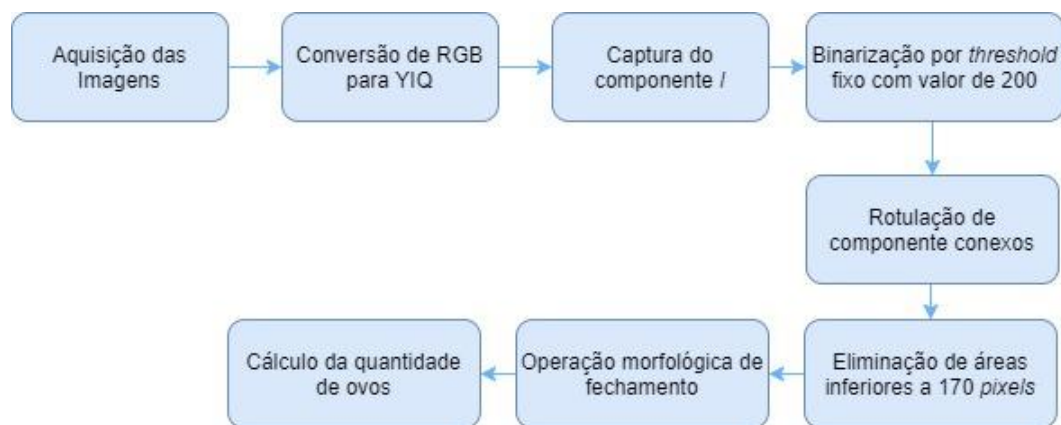 Aquisição das
Imagens
Conversão de RGB
para YIQ
Captura do
componente I
Binarização por threshold
fixo com valor de 200
Rotulação de
componente conexos
Eliminação de áreas
inferiores a 170 pixels
Operação morfológica de
fechamento
Cálculo da quantidade
de ovos